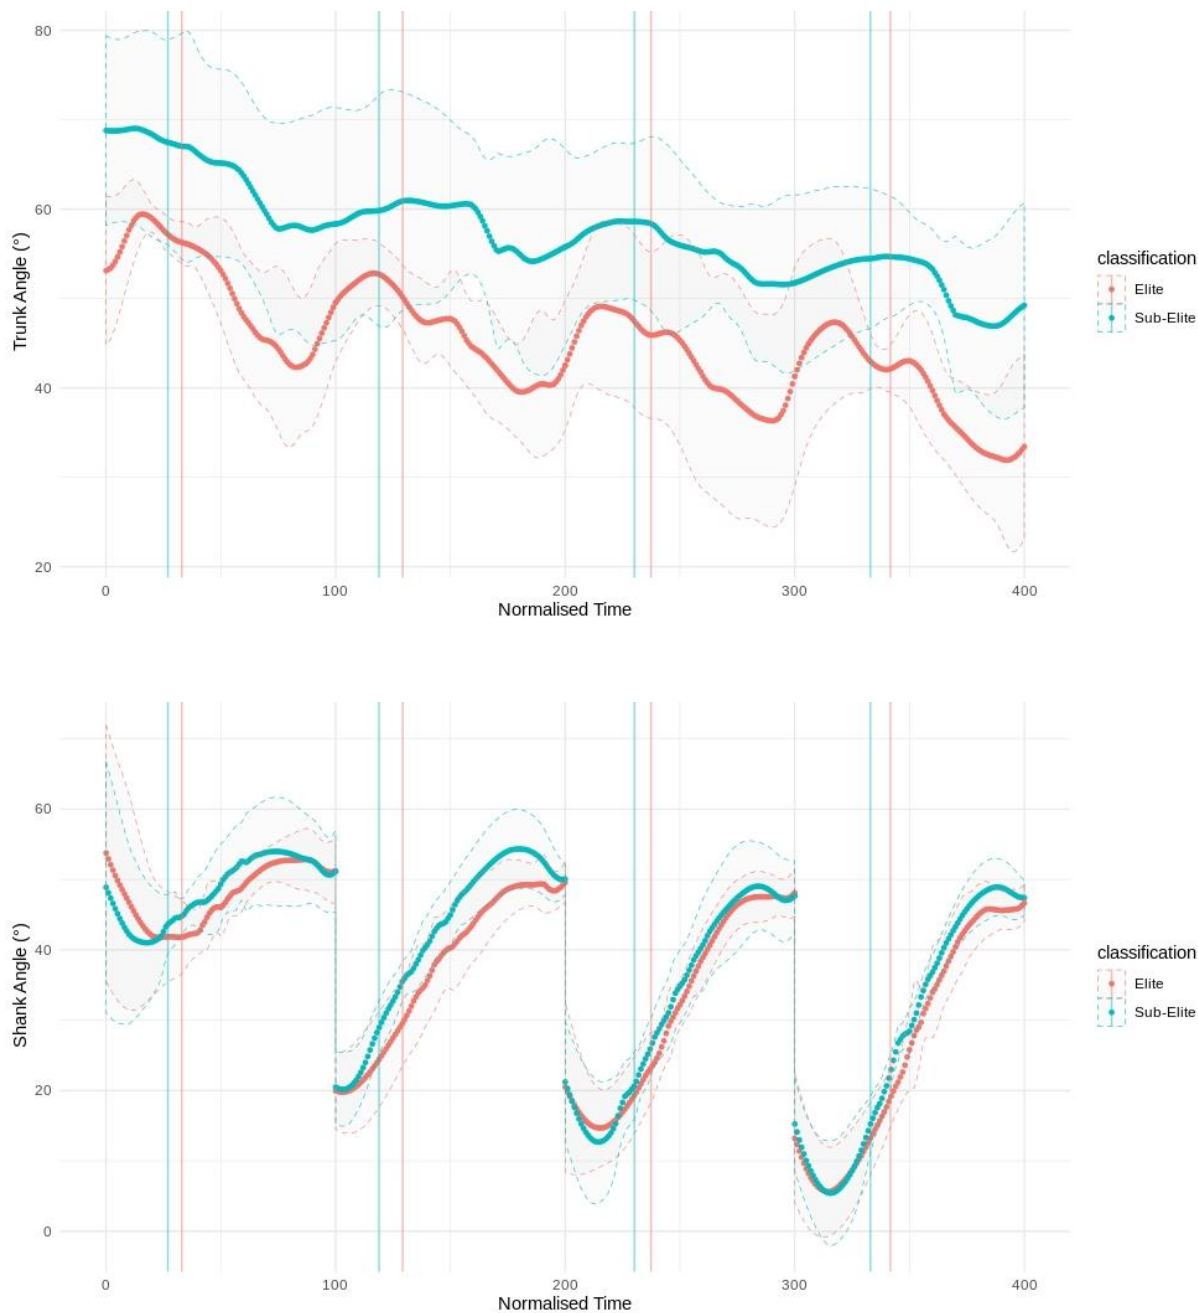 80
60
40
20
Trunk Angle (°)
0 100 200 300 400
Normalised Time
classification
Elite
Sub-Elite
60
40
20
0
Shank Angle (°)
0 100 200 300 400
Normalised Time
classification
Elite
Sub-Elite